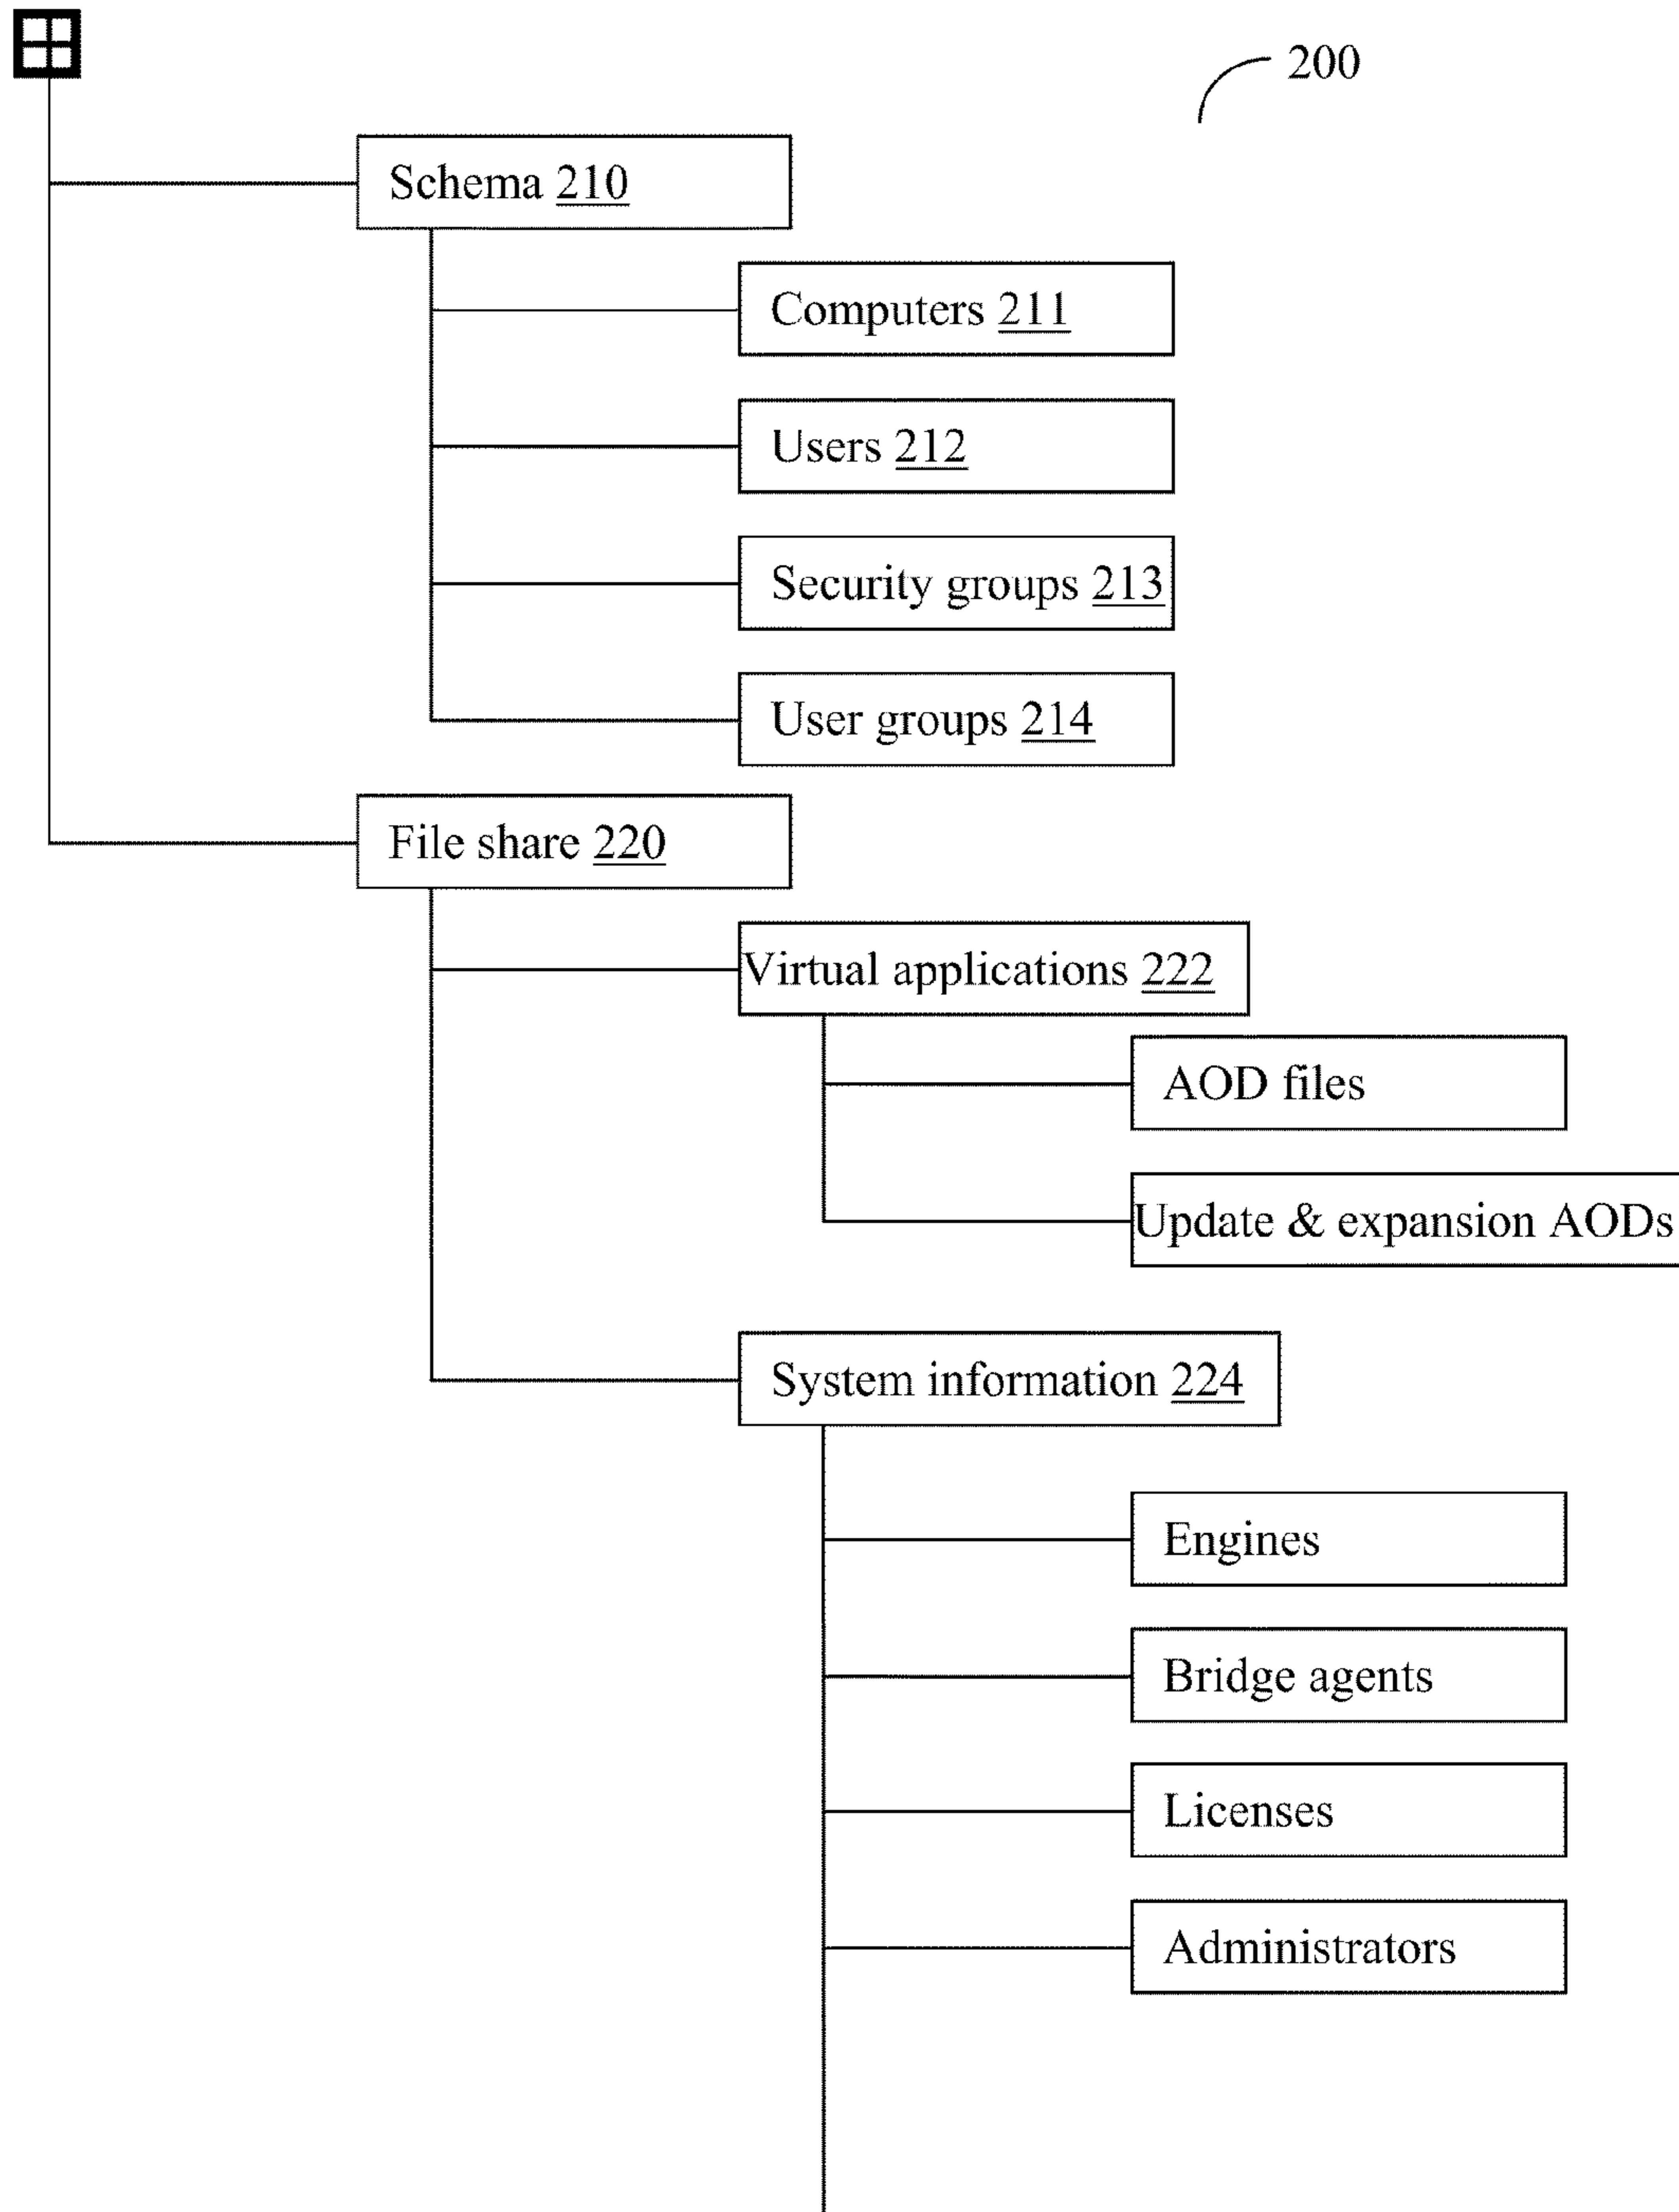 200
Schema 210
Computers 211
Users 212
Security groups 213
User groups 214
File share 220
Virtual applications 222
AOD files
Update & expansion AODs
System information 224
Engines
Bridge agents
Licenses
Administrators